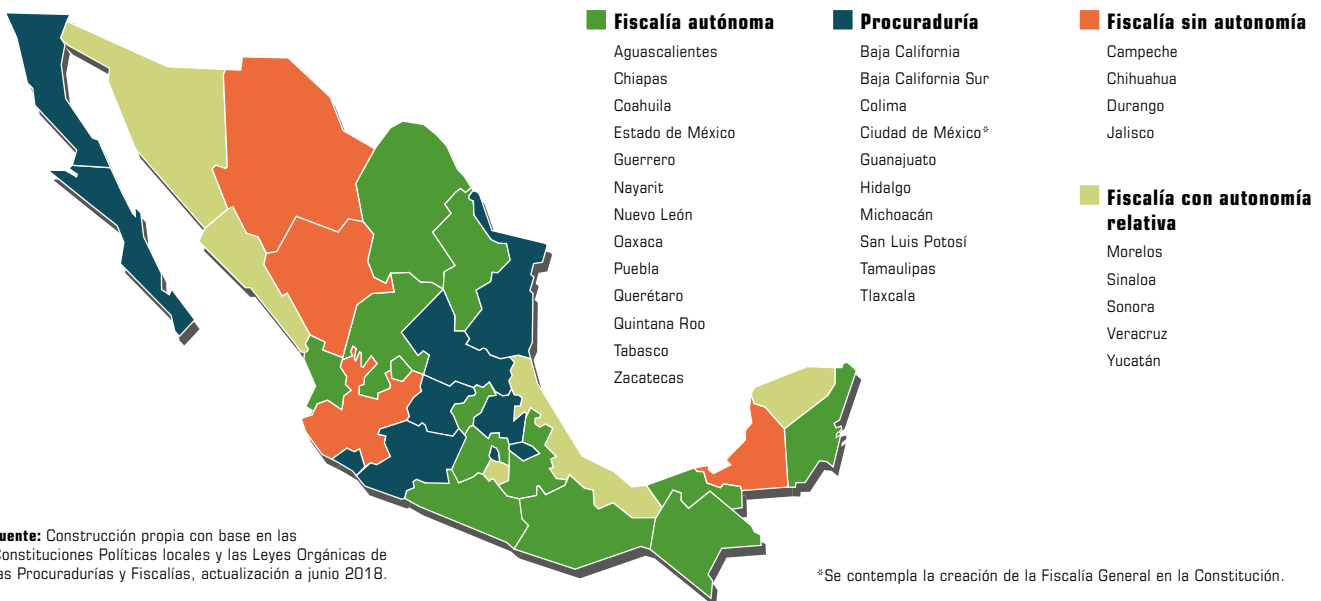 Fiscalía autónoma
Aguascalientes
Chiapas
Coahuila
Estado de México
Guerrero
Nayarit
Nuevo León
Oaxaca
Puebla
Querétaro
Quintana Roo
Tabasco
Zacatecas
Procuraduría
Baja California
Baja California Sur
Colima
Ciudad de México*
Guanajuato
Hidalgo
Michoacán
San Luis Potosí
Tamaulipas
Tlaxcala
Fiscalía sin autonomía
Campeche
Chihuahua
Durango
Jalisco
Fiscalía con autonomía
relativa
Morelos
Sinaloa
Sonora
Veracruz
Yucatán
uente: Construcción propia con base en las
Constituciones Políticas locales y las Leyes Orgánicas de
as Procuradurías y Fiscalías, actualización a junio 2018.
*Se contempla la creación de la Fiscalía General en la Constitución.